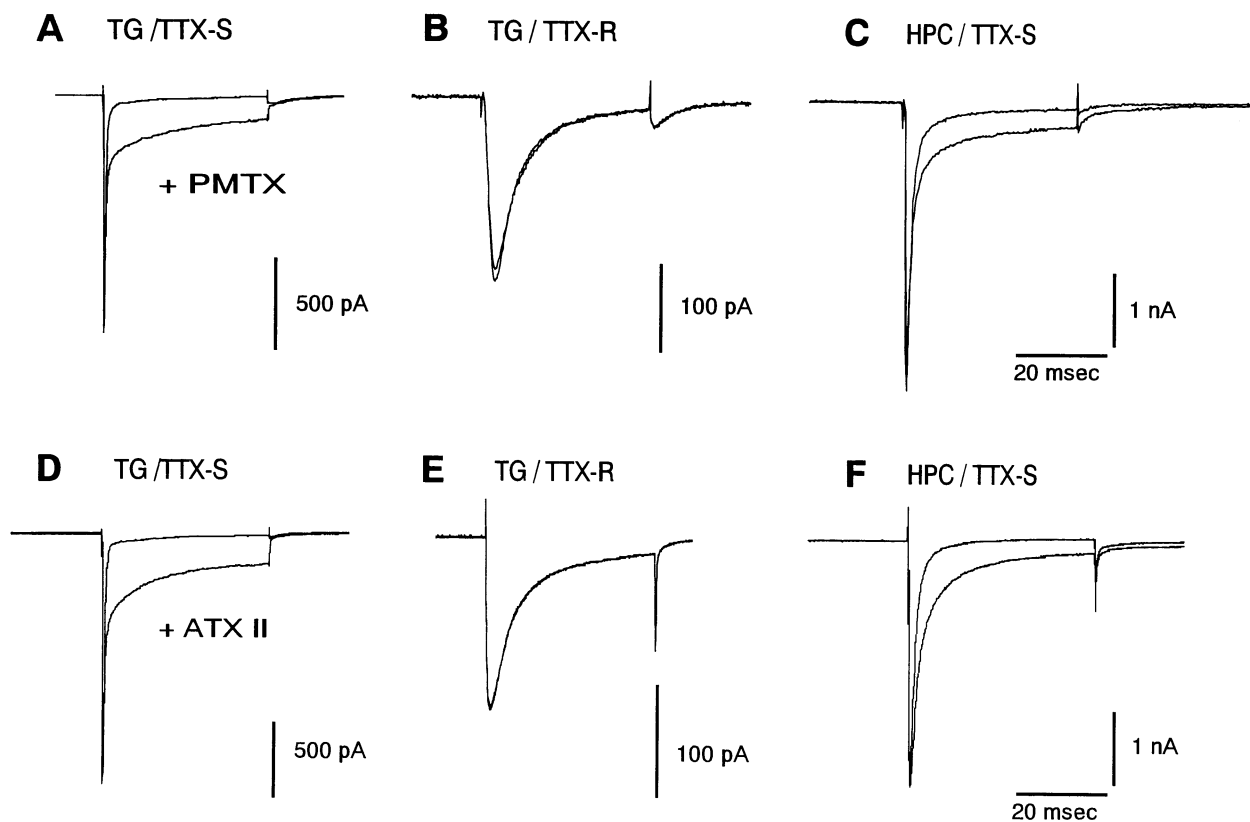 A TG /TTX-S
B TG / TTX-R
C HPC / TTX-S
+ PMTX
500 pA
100 pA
1 nA
20 msec
D TG /TTX-S
E TG / TTX-R
F HPC / TTX-S
+ ATX II
500 pA
100 pA
1 nA
20 msec